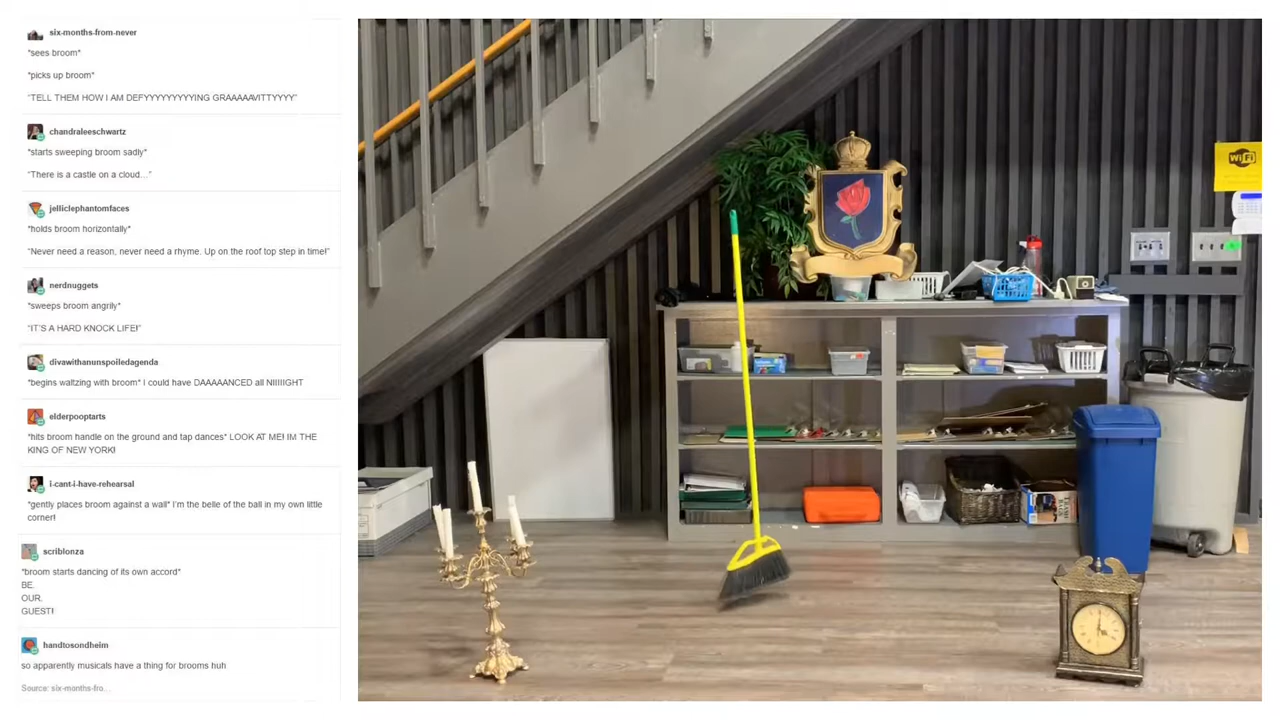 six-months-from-never
*sees broom*
*picks up broom*
"TELL THEM HOW I AM DEFYYYYYYYYYING GRAAAAAVITTYYYY"
chandraleeschwartz
*starts sweeping broom sadly*
"There is a castle on a cloud..."
jelliclephantomfaces
*holds broom horizontally*
"Never need a reason, never need a rhyme. Up on the roof top step in time!"
nerdnuggets
*sweeps broom angrily*
"IT'S A HARD KNOCK LIFE!"
divawithanunspoiledagenda
*begins waltzing with broom* I could have DAAAAANCED all NIIIIIGHT
elderpooptarts
*hits broom handle on the ground and tap dances* LOOK AT ME! IM THE
KING OF NEW YORK!
i-cant-i-have-rehearsal
*gently places broom against a wall* I'm the belle of the ball in my own little
corner!
scriblonza
*broom starts dancing of its own accord*
BE.
OUR.
GUEST!
handtosondheim
so apparently musicals have a thing for brooms huh
Source: six-months-fro...
WiFi